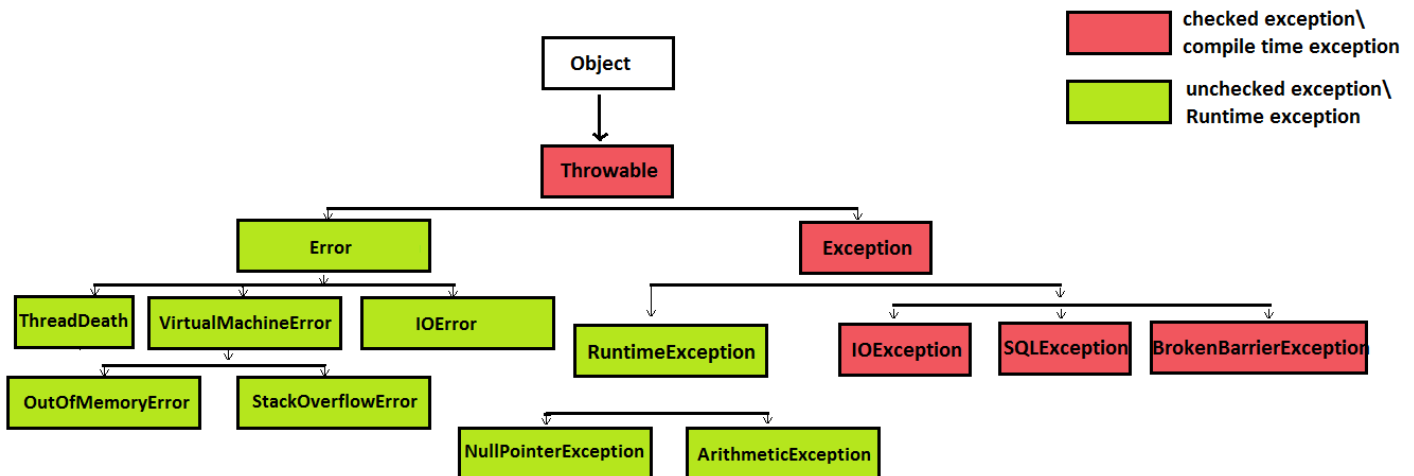 checked exception\
compile time exception
Object
unchecked exception\
Runtime exception
Throwable
Error
Exception
ThreadDeath
VirtualMachineError
IOError
RuntimeException
IOException
SQLException
BrokenBarrierException
OutOfMemoryError
StackOverflowError
NullPointerException
ArithmeticException